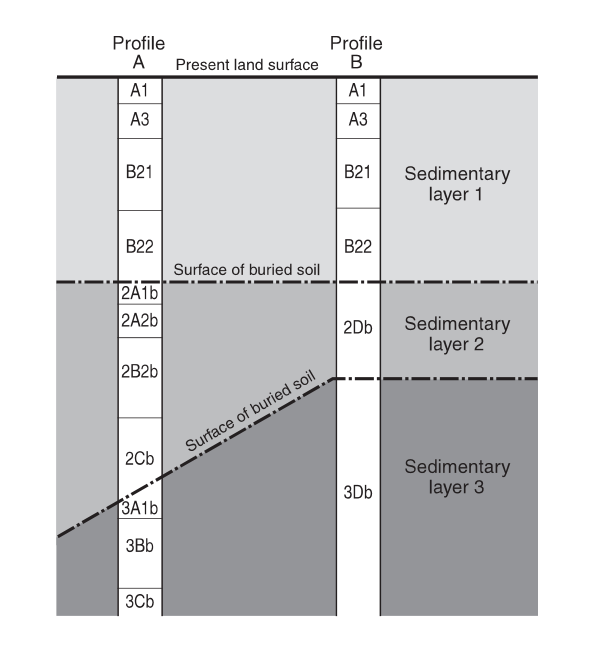 Profile
A
Profile
B
Present land surface
A1
A3
B21
B22
2A1b
2A2b
2B2b
2Cb
3A1b
3Bb
3Cb
Surface of buried soil
Surface of buried soil
A1
A3
B21
B22
2Db
3Db
Sedimentary
layer 1
Sedimentary
layer 2
Sedimentary
layer 3